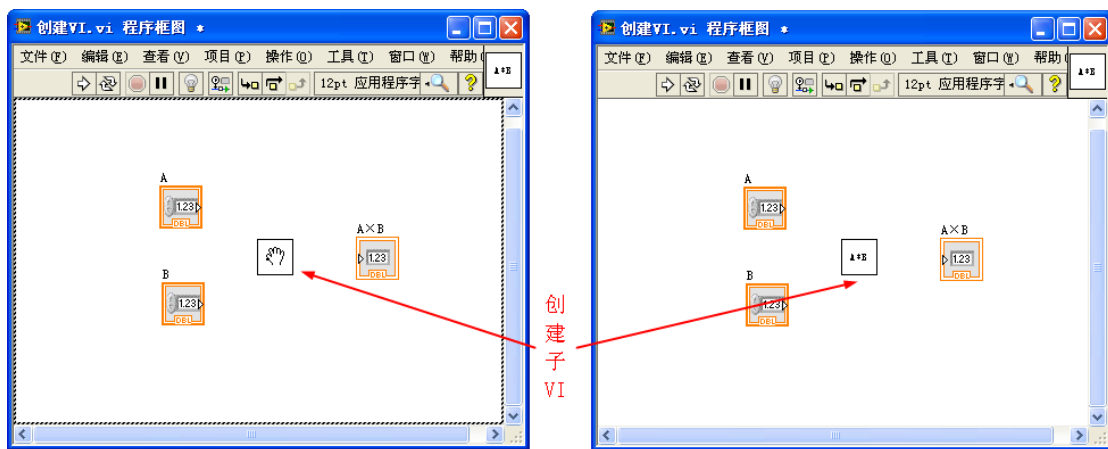 创建VI.vi 程序框图 *
文件(F) 编辑(E) 查看(V) 项目(P) 操作(O) 工具(T) 窗口(W) 帮助(
12pt 应用程序字
?
A*B
A
1.23
DBL
B
1.23
DBL
A×B
1.23
DBL
创
建
子
VI
创建VI.vi 程序框图 *
文件(F) 编辑(E) 查看(V) 项目(P) 操作(O) 工具(T) 窗口(W) 帮助(
12pt 应用程序字
?
A*B
A
1.23
DBL
B
1.23
DBL
A*B
A×B
1.23
DBL